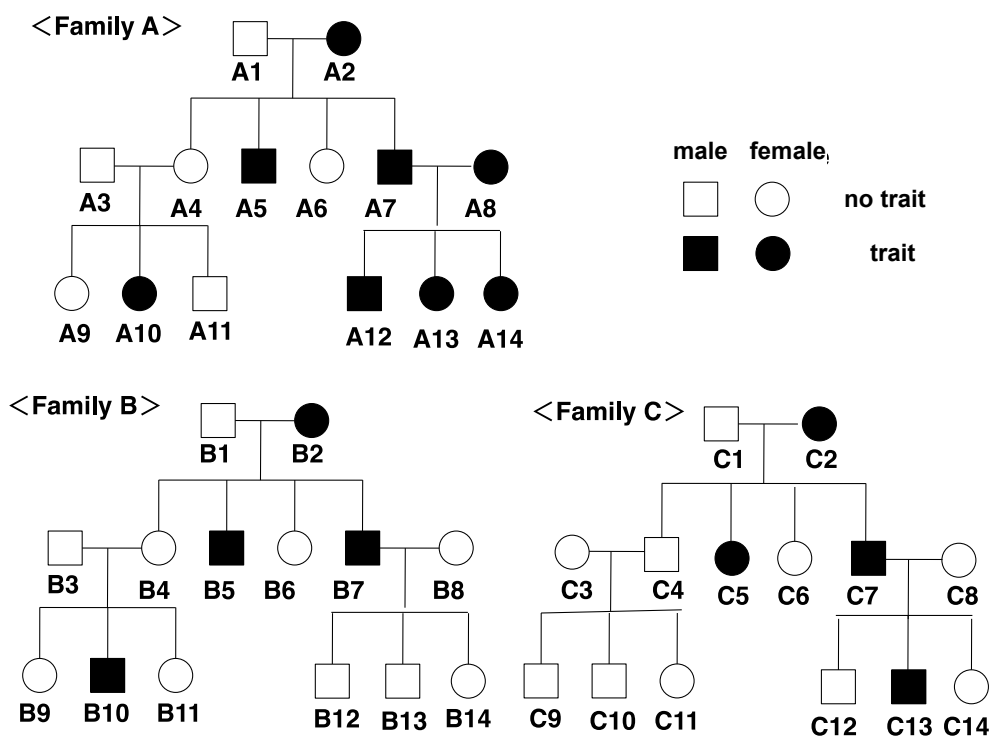 ＜Family A＞
A1 A2
A3 A4 A5 A6 A7 A8
A9 A10 A11 A12 A13 A14
male female,
no trait
trait
＜Family B＞
B1 B2
B3 B4 B5 B6 B7 B8
B9 B10 B11 B12 B13 B14
＜Family C＞
C1 C2
C3 C4 C5 C6 C7 C8
C9 C10 C11 C12 C13 C14